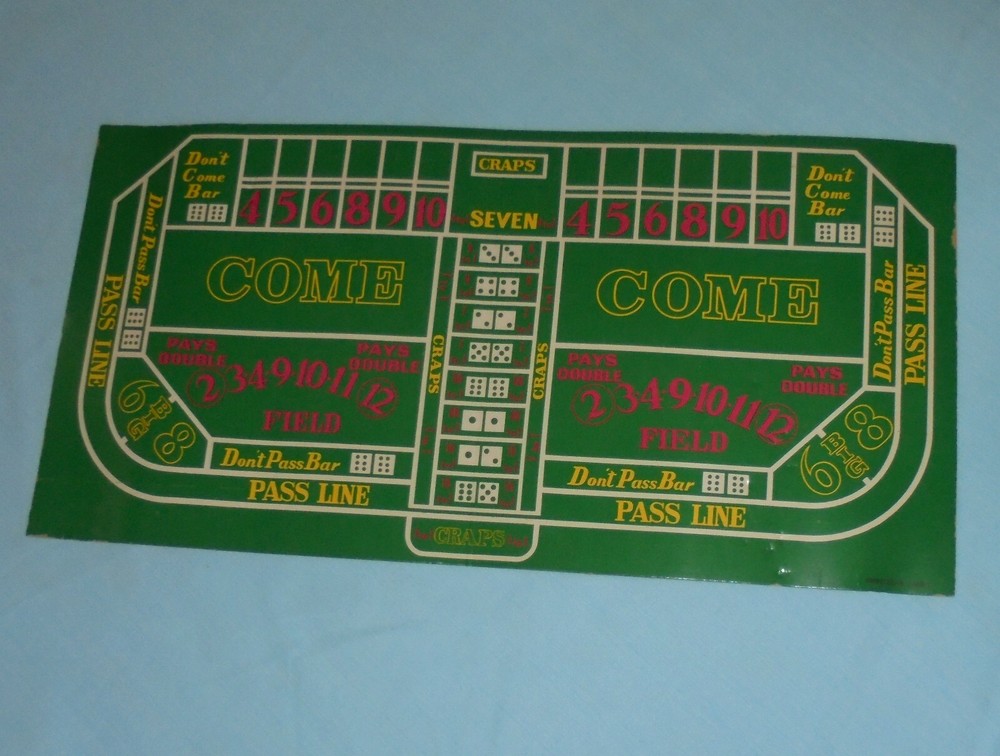 CRAPS
Don't
Come
Bar
4 5 6 8 9 10
SEVEN
4 5 6 8 9 10
Don't
Come
Bar
Don't Pass Bar
PASS LINE
COME
COME
Don't Pass Bar
PASS LINE
PAYS
DOUBLE
PAYS
DOUBLE
2 3 4 9 10 11 12
FIELD
CRAPS
CRAPS
PAYS
DOUBLE
PAYS
DOUBLE
2 3 4 9 10 11 12
FIELD
6 BIG 8
Don't Pass Bar
PASS LINE
Don't Pass Bar
PASS LINE
6 BIG 8
CRAPS